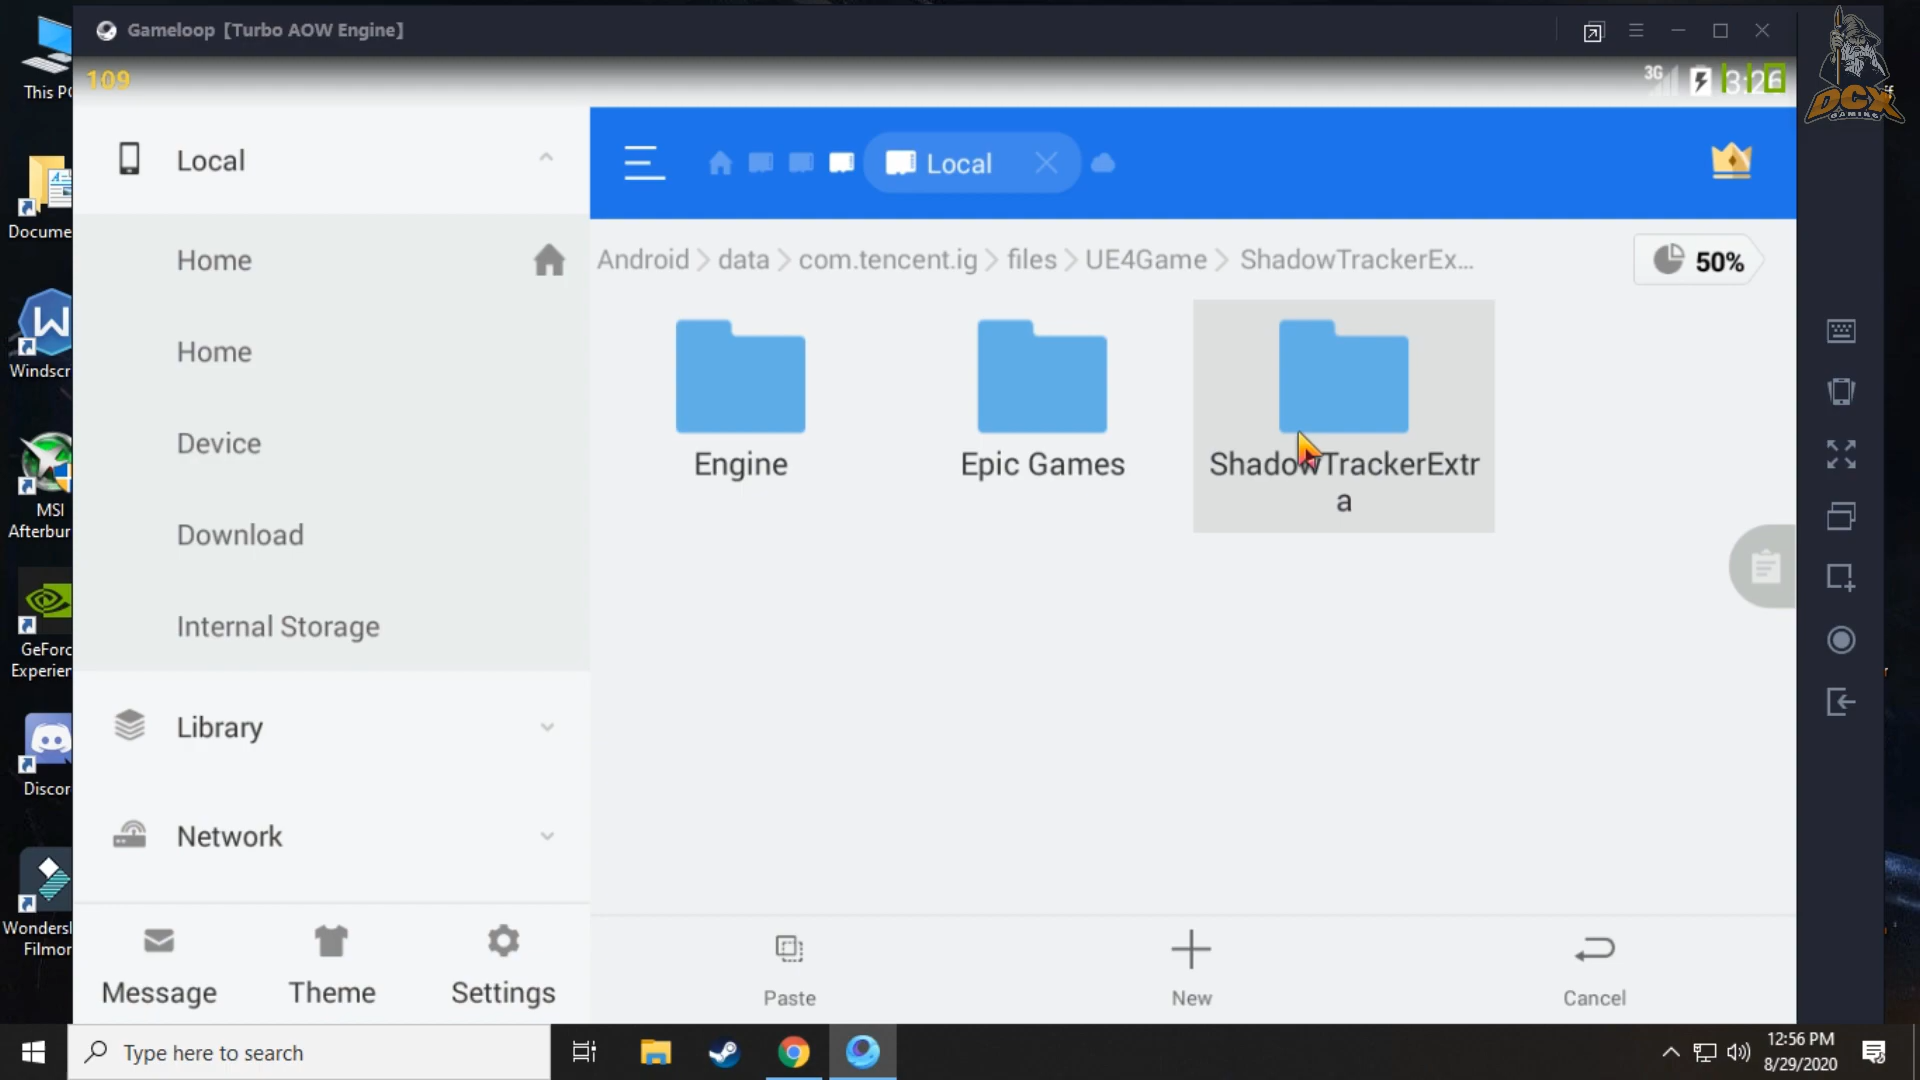 Gameloop [Turbo AOW Engine]
This PC
109
3G
3:26
DCX
GAMING
Local
Local
Home
Android
data
com.tencent.ig
files
UE4Game
ShadowTrackerEx...
50%
Docume
Home
Engine
Epic Games
ShadowTrackerExtr
a
Windscr
Device
MSI
Afterbur
Download
Internal Storage
GeForc
Experien
Library
Discor
Network
Wondersh
Filmor
Message
Theme
Settings
Paste
New
Cancel
Type here to search
12:56 PM
8/29/2020